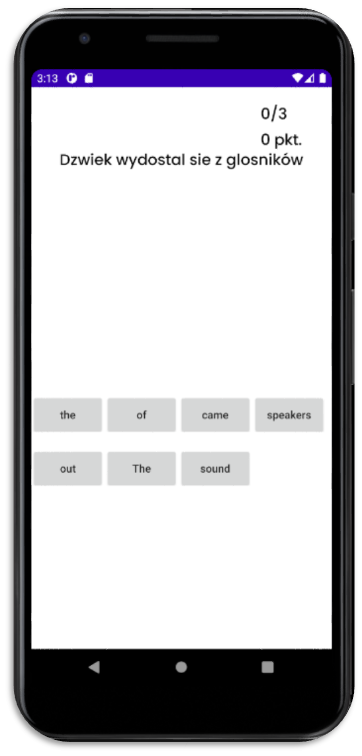 3:13
0/3
0 pkt.
Dzwiek wydostal sie z glosników
the of came speakers
out The sound